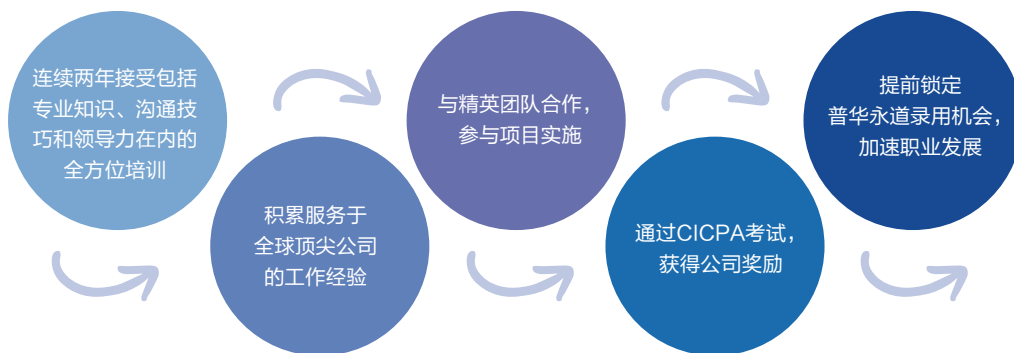 连续两年接受包括
专业知识、沟通技
巧和领导力在内的
全方位培训
积累服务于
全球顶尖公司
的工作经验
与精英团队合作，
参与项目实施
通过CICPA考试，
获得公司奖励
提前锁定
普华永道录用机会，
加速职业发展